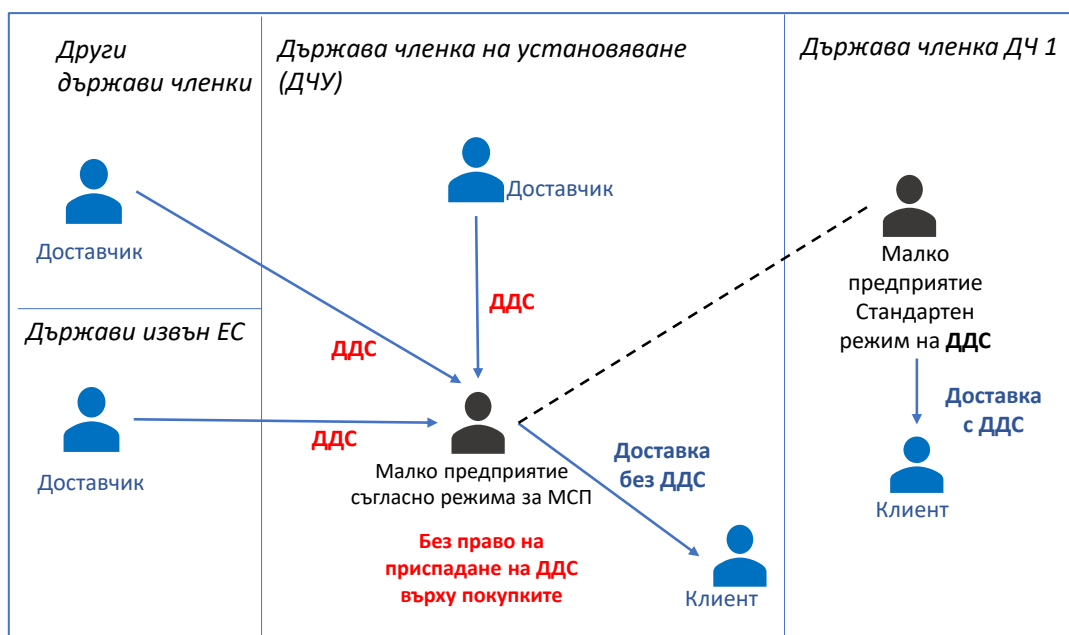 Други
държави членки
Доставчик
Държави извън ЕС
Доставчик
Държава членка на установяване
(ДЧУ)
Доставчик
ДДС
ДДС
ДДС
Малко предприятие
съгласно режима за МСП
Без право на
приспадане на ДДС
върху покупките
Доставка
без ДДС
Клиент
Държава членка ДЧ 1
Малко
предприятие
Стандартен
режим на ДДС
Доставка
с ДДС
Клиент